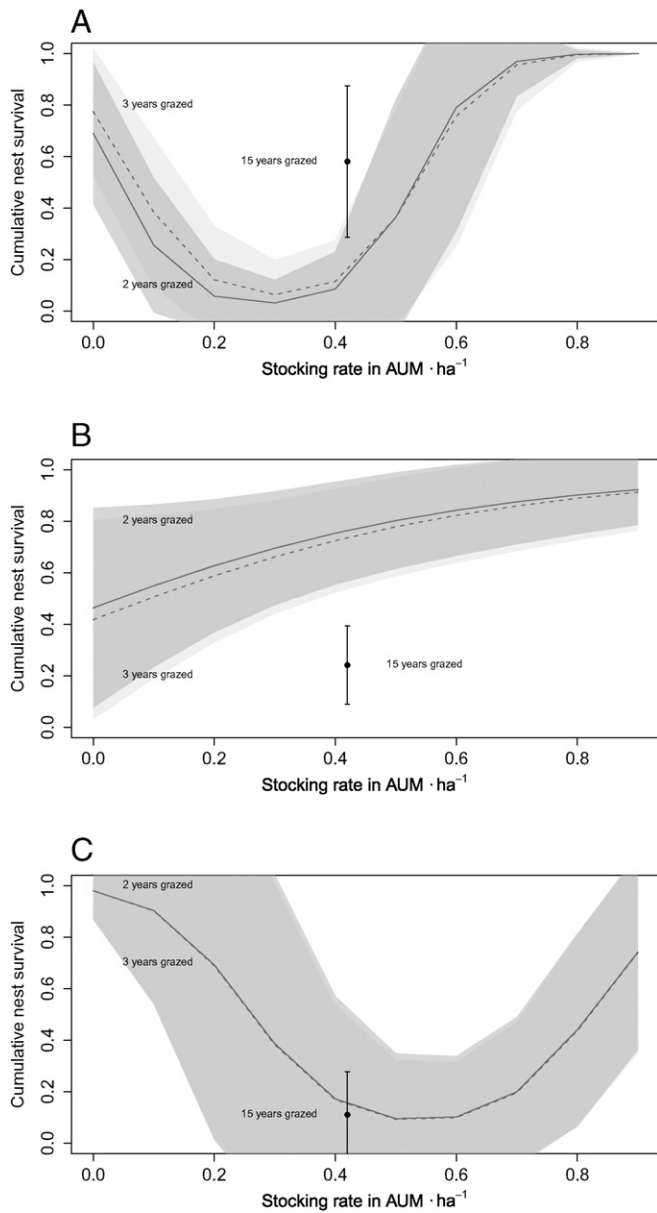 A
Cumulative nest survival
1.0
0.8
0.6
0.4
0.2
0.0
3 years grazed
15 years grazed
2 years grazed
0.0 0.2 0.4 0.6 0.8
Stocking rate in AUM · ha⁻¹
B
Cumulative nest survival
1.0
0.8
0.6
0.4
0.2
0.0
2 years grazed
15 years grazed
3 years grazed
0.0 0.2 0.4 0.6 0.8
Stocking rate in AUM · ha⁻¹
C
Cumulative nest survival
1.0
0.8
0.6
0.4
0.2
0.0
2 years grazed
3 years grazed
15 years grazed
0.0 0.2 0.4 0.6 0.8
Stocking rate in AUM · ha⁻¹